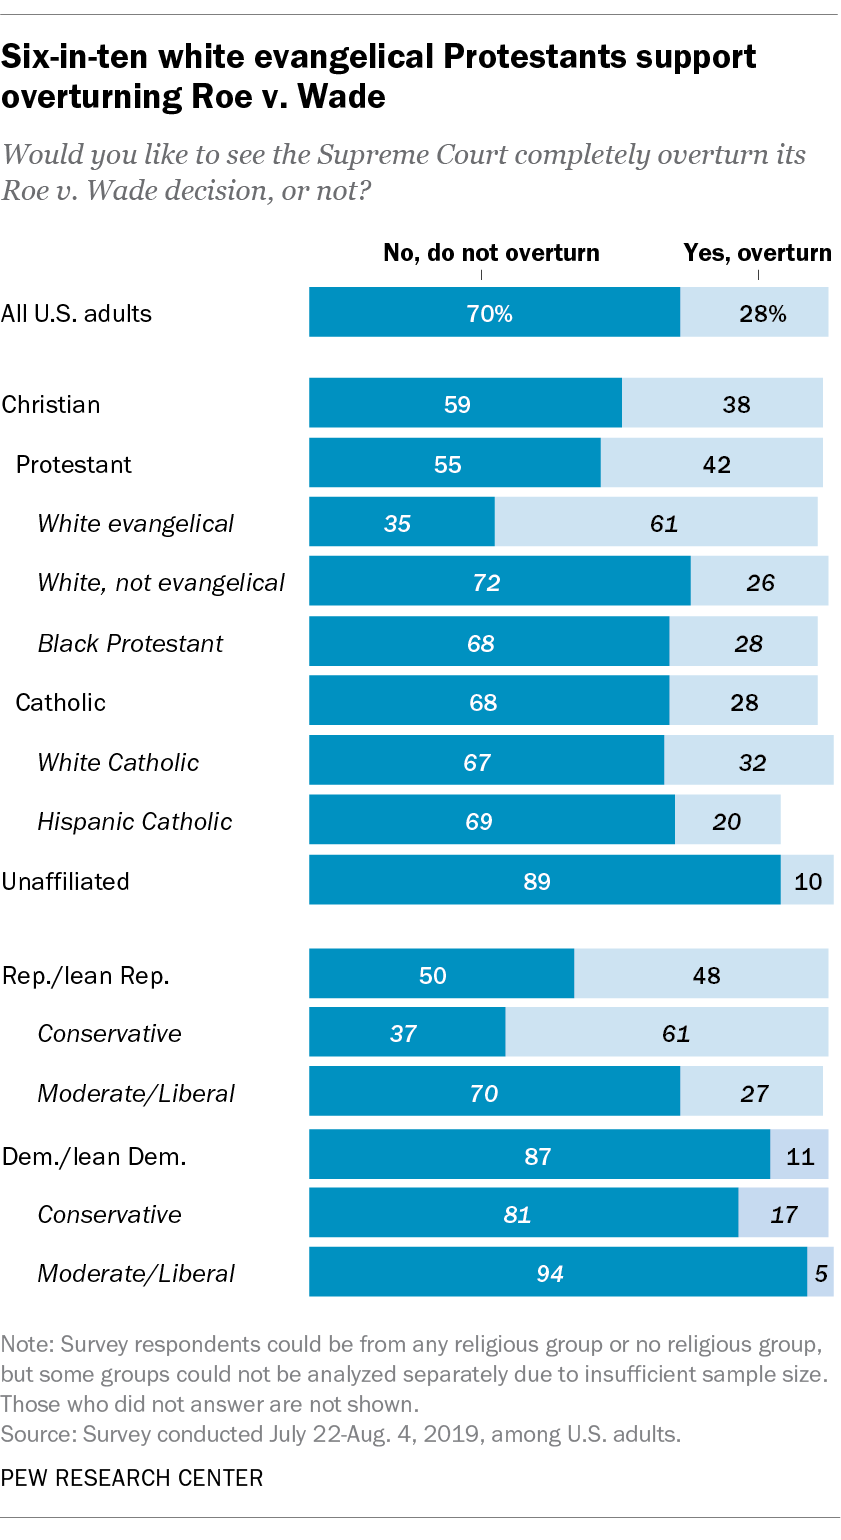 Six-in-ten white evangelical Protestants support
overturning Roe v. Wade
Would you like to see the Supreme Court completely overturn its
Roe v. Wade decision, or not?
No, do not overturn Yes, overturn
All U.S. adults 70% 28%
Christian 59 38
Protestant 55 42
White evangelical 35 61
White, not evangelical 72 26
Black Protestant 68 28
Catholic 68 28
White Catholic 67 32
Hispanic Catholic 69 20
Unaffiliated 89 10
Rep./lean Rep. 50 48
Conservative 37 61
Moderate/Liberal 70 27
Dem./lean Dem. 87 11
Conservative 81 17
Moderate/Liberal 94 5
Note: Survey respondents could be from any religious group or no religious group,
but some groups could not be analyzed separately due to insufficient sample size.
Those who did not answer are not shown.
Source: Survey conducted July 22-Aug. 4, 2019, among U.S. adults.
PEW RESEARCH CENTER